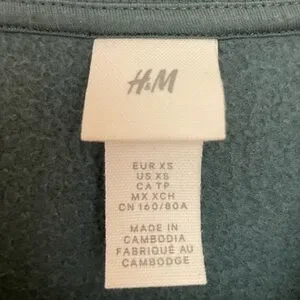 H&M
EUR XS
US XS
CA TP
MX XCH
CN 160/80A
MADE IN
CAMBODIA
FABRIQUÉ AU
CAMBODGE